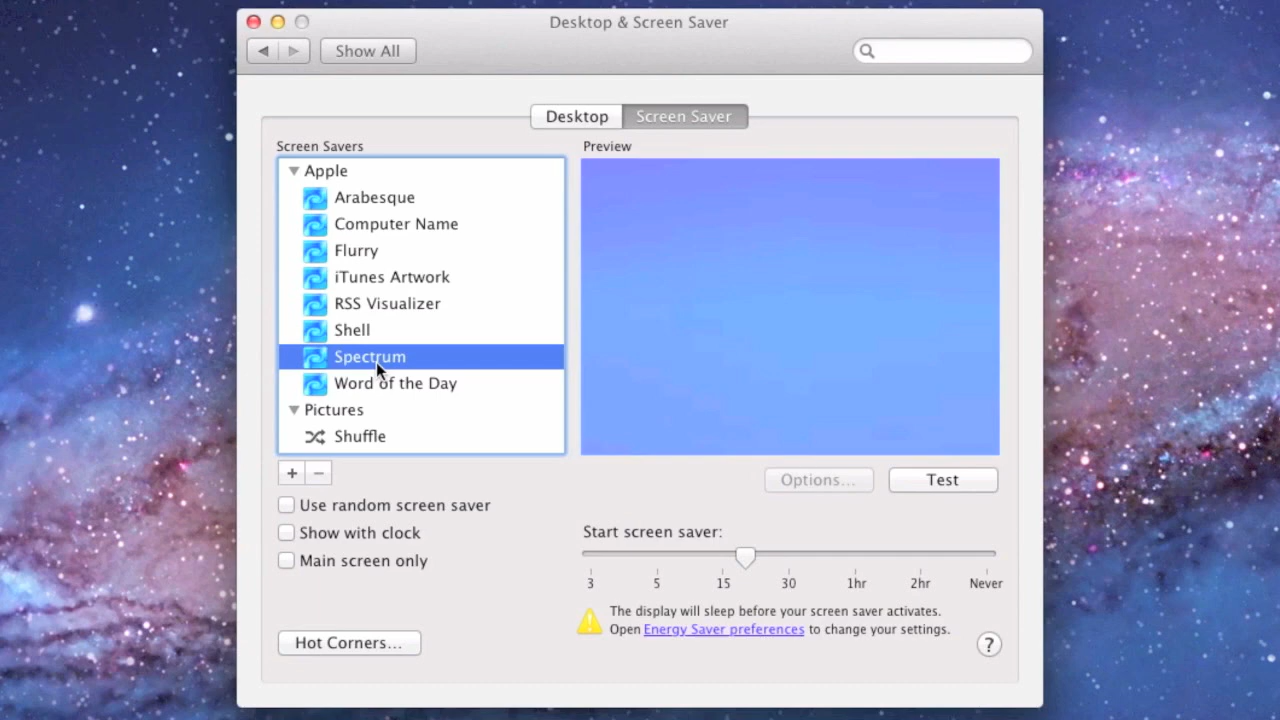 Desktop & Screen Saver
Show All
Desktop
Screen Saver
Screen Savers
Preview
Apple
Arabesque
Computer Name
Flurry
iTunes Artwork
RSS Visualizer
Shell
Spectrum
Word of the Day
Pictures
Shuffle
+ −
Options...
Test
Use random screen saver
Show with clock
Main screen only
Start screen saver:
3 5 15 30 1hr 2hr Never
The display will sleep before your screen saver activates.
Open Energy Saver preferences to change your settings.
Hot Corners...
?